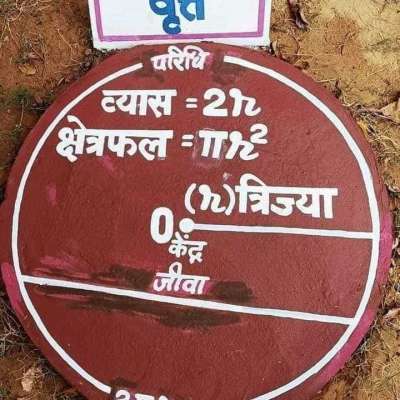 वृत्त
परिधि
व्यास = 2r
क्षेत्रफल = πr²
(r) त्रिज्या
0 केंद्र
जीवा